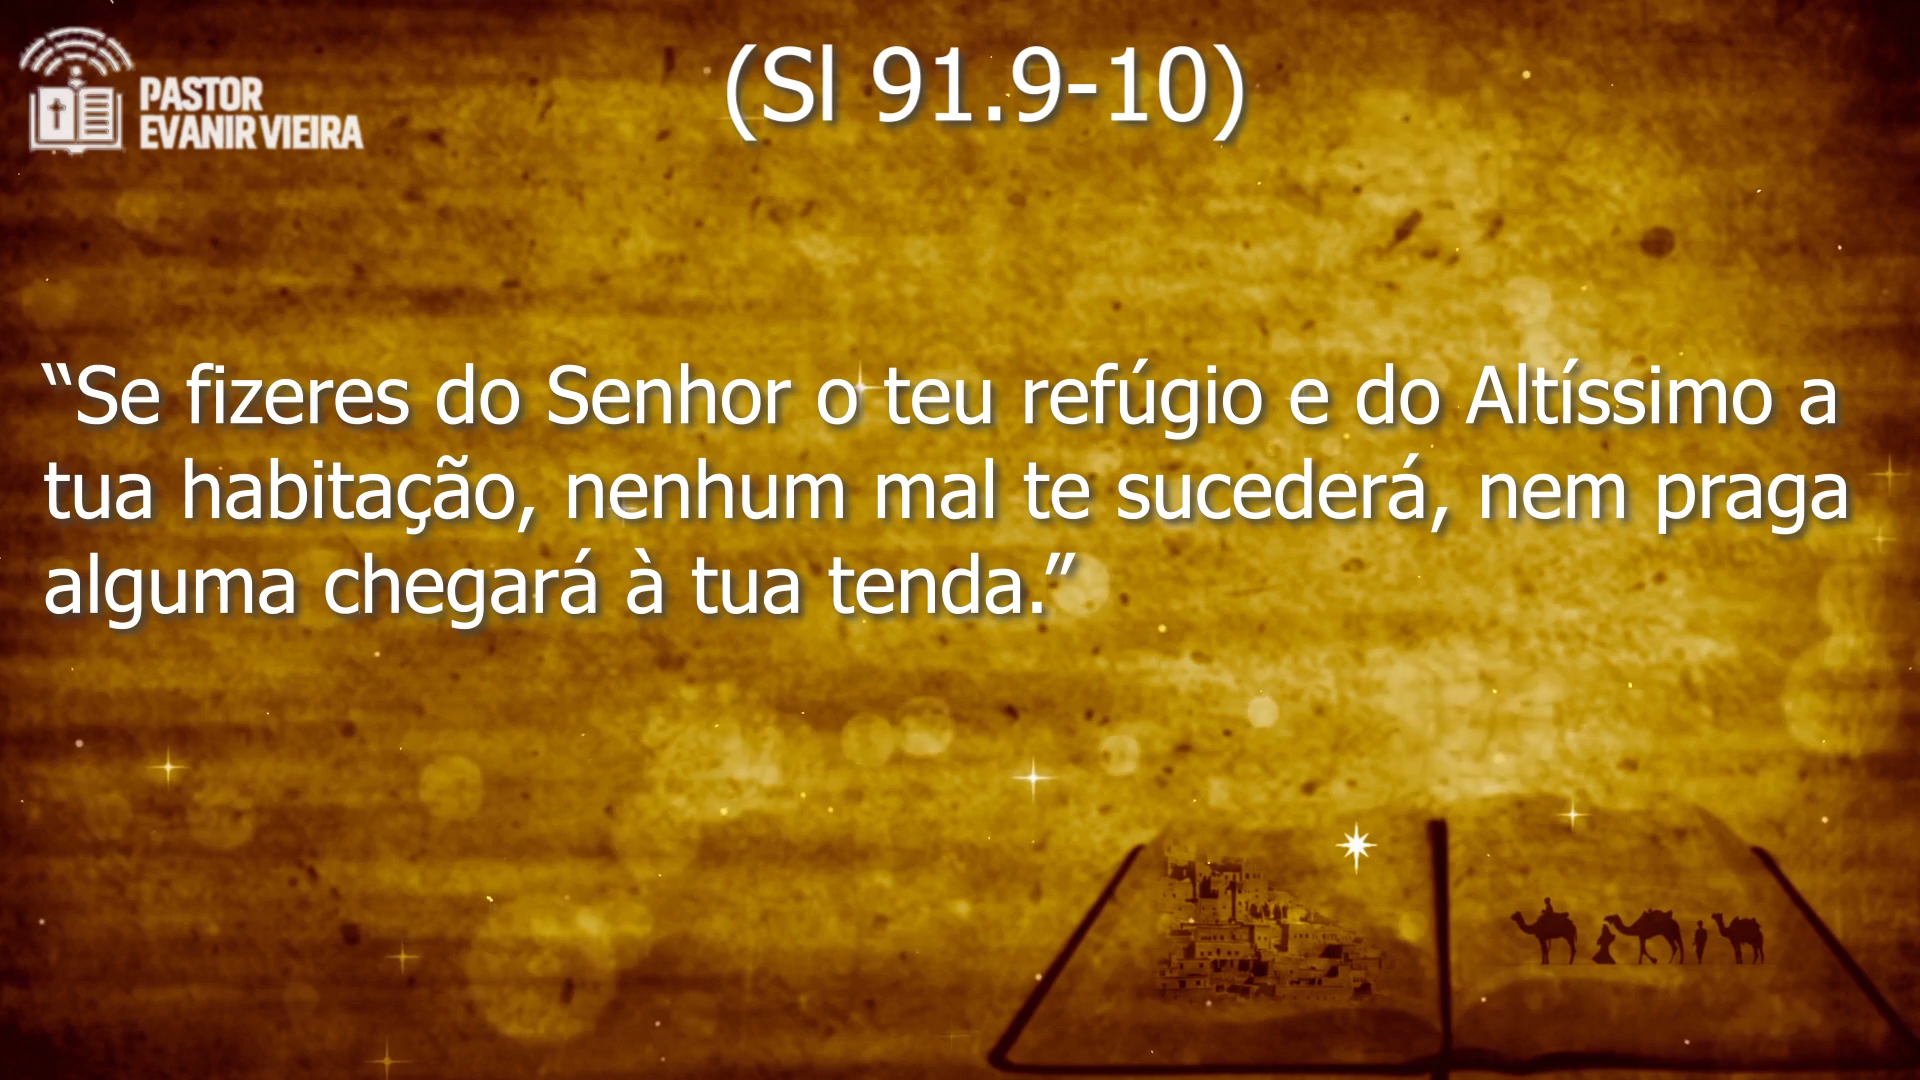 PASTOR
EVANIR VIEIRA
(Sl 91.9-10)
“Se fizeres do Senhor o teu refúgio e do Altíssimo a
tua habitação, nenhum mal te sucederá, nem praga
alguma chegará à tua tenda.”